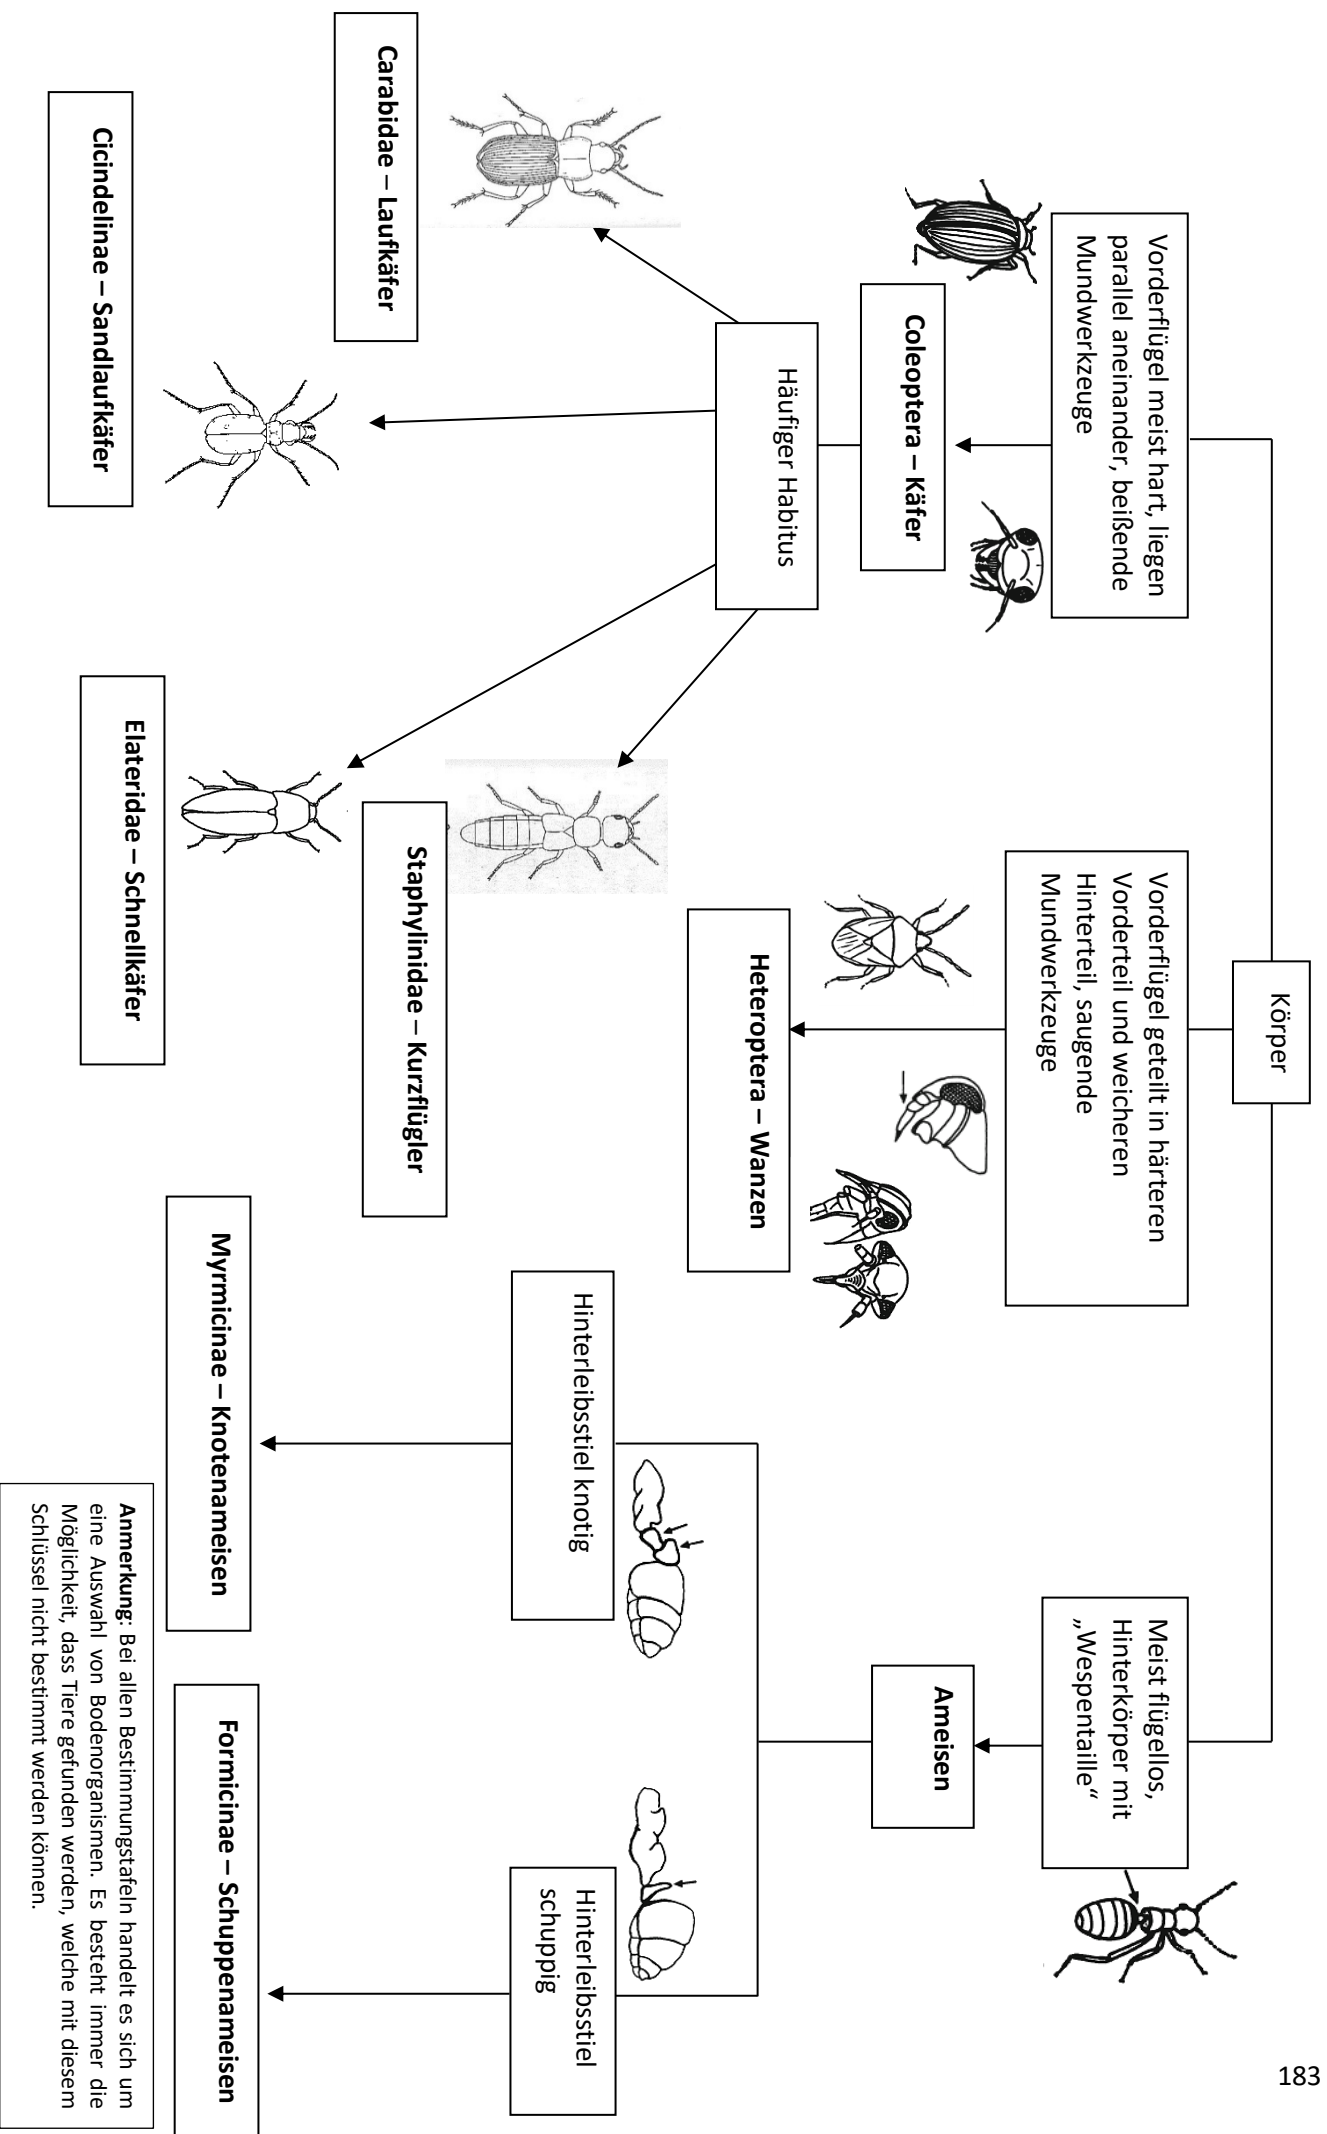 Körper
Vorderflügel meist hart, liegen
parallel aneinander, beißende
Mundwerkzeuge
Vorderflügel geteilt in härteren
Vorderteil und weicheren
Hinterteil, saugende
Mundwerkzeuge
Meist flügellos,
Hinterkörper mit
„Wespentaille“
Coleoptera – Käfer
Heteroptera – Wanzen
Ameisen
Häufiger Habitus
Hinterleibsstiel knotig
Hinterleibsstiel
schuppig
Carabidae – Laufkäfer
Staphylinidae – Kurzflügler
Cicindelinae – Sandlaufkäfer
Elateridae – Schnellkäfer
Myrmicinae – Knotenameisen
Formicinae – Schuppenameisen
Anmerkung: Bei allen Bestimmungstafeln handelt es sich um
eine Auswahl von Bodenorganismen. Es besteht immer die
Möglichkeit, dass Tiere gefunden werden, welche mit diesem
Schlüssel nicht bestimmt werden können.
183